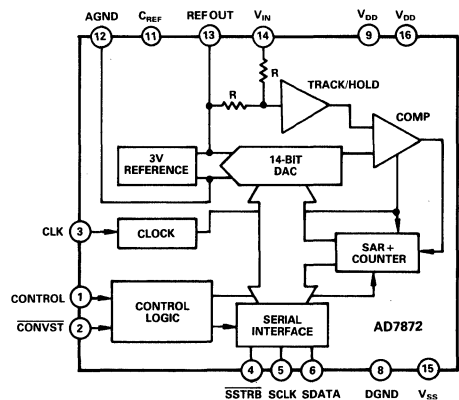 AGND CREF REF OUT VIN VDD VDD
12 11 13 14 9 16
R
TRACK/HOLD
R
COMP
3V
REFERENCE
14-BIT
DAC
CLK 3 CLOCK
SAR +
COUNTER
CONTROL 1
CONTROL
LOGIC
CONVST 2
SERIAL
INTERFACE
AD7872
4 5 6 8 15
SSTRB SCLK SDATA DGND VSS